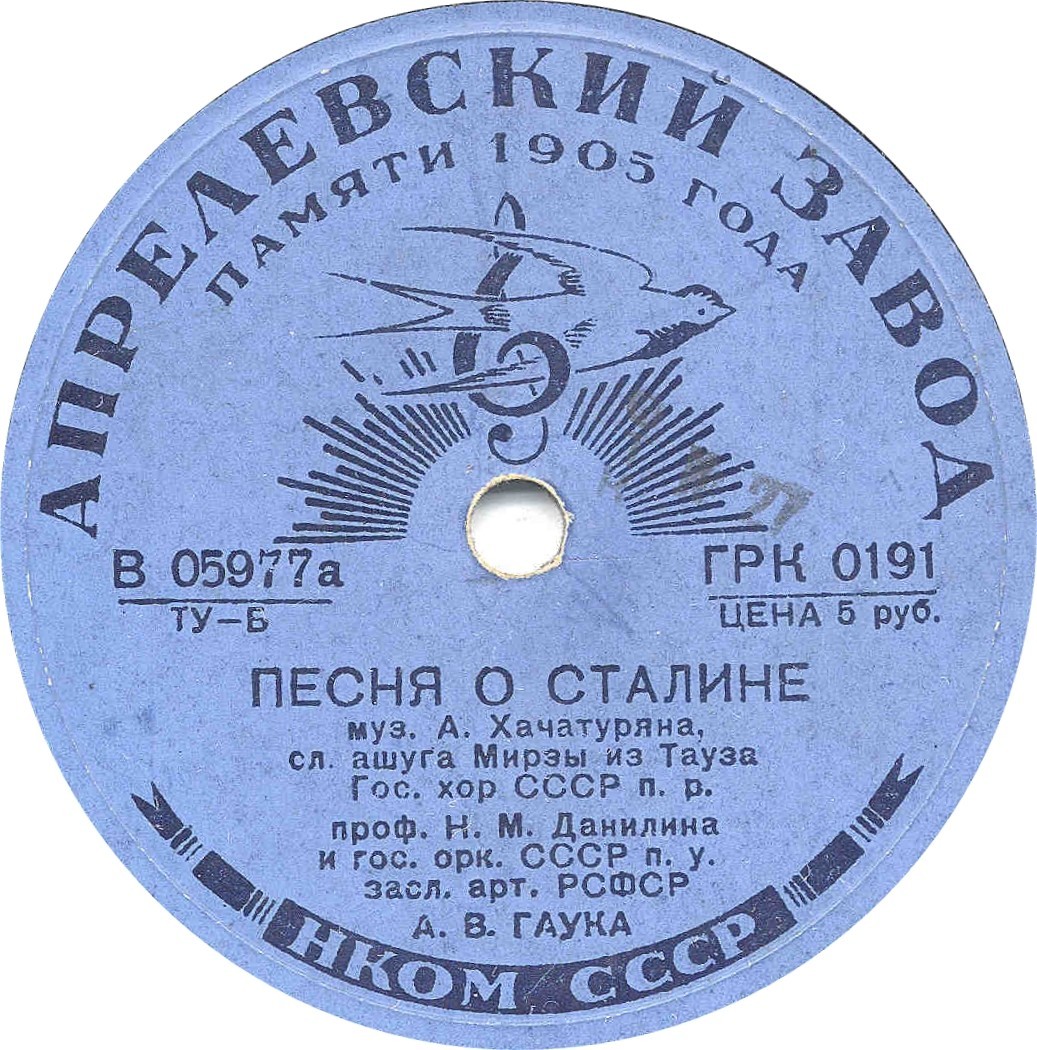 АПРЕЛЕВСКИЙ ЗАВОД
ПАМЯТИ 1905 ГОДА
В 05977а
ТУ–Б
ГРК 0191
ЦЕНА 5 руб.
ПЕСНЯ О СТАЛИНЕ
муз. А. Хачатуряна,
сл. ашуга Мирзы из Тауза
Гос. хор СССР п. р.
проф. Н. М. Данилина
и гос. орк. СССР п. у.
засл. арт. РСФСР
А. В. ГАУКА
НКОМ СССР